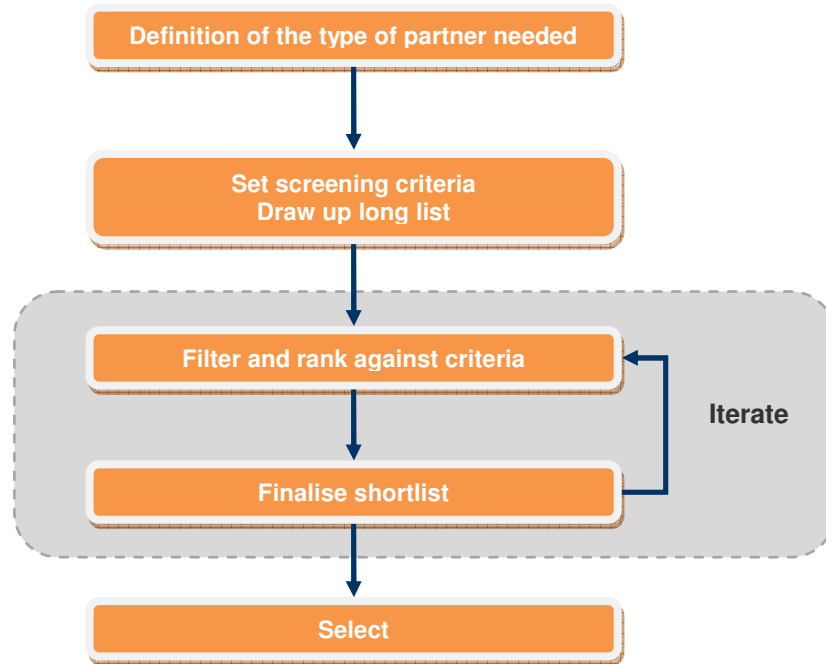 Definition of the type of partner needed
Set screening criteria
Draw up long list
Filter and rank against criteria
Iterate
Finalise shortlist
Select